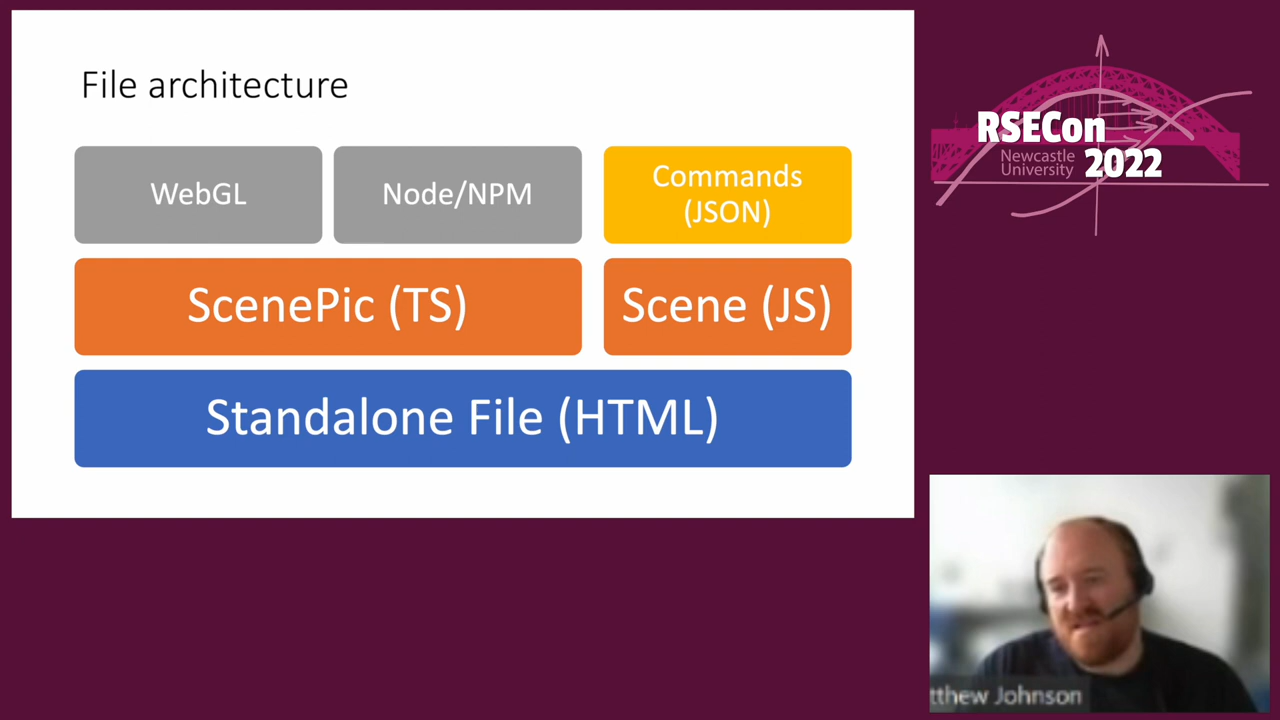 File architecture
WebGL
Node/NPM
Commands
(JSON)
ScenePic (TS)
Scene (JS)
Standalone File (HTML)
RSECon
Newcastle
University
2022
tthew Johnson